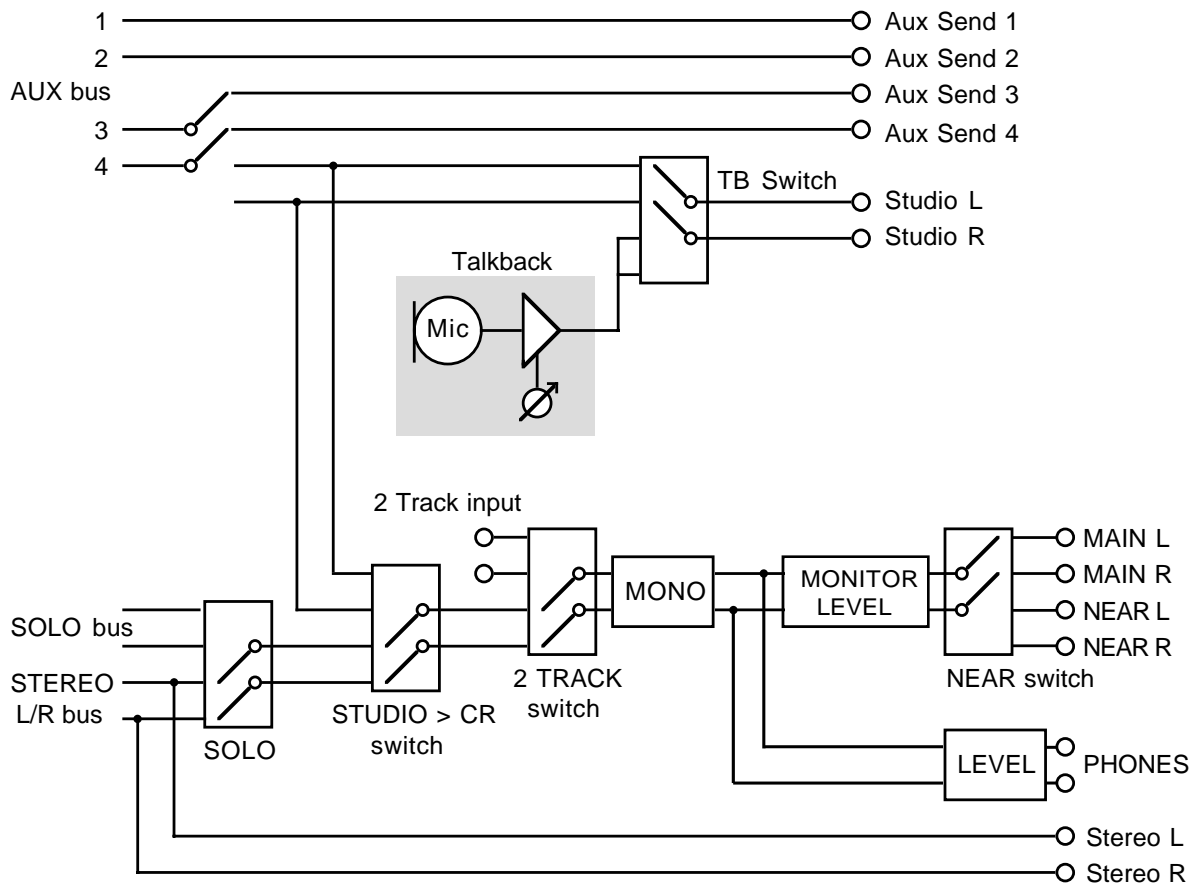 1
Aux Send 1
2
Aux Send 2
AUX bus
Aux Send 3
3
Aux Send 4
4
TB Switch
Studio L
Studio R
Talkback
Mic
2 Track input
MAIN L
MONO
MONITOR
LEVEL
MAIN R
SOLO bus
NEAR L
NEAR R
STEREO
L/R bus
2 TRACK
switch
NEAR switch
STUDIO > CR
switch
SOLO
LEVEL
PHONES
Stereo L
Stereo R